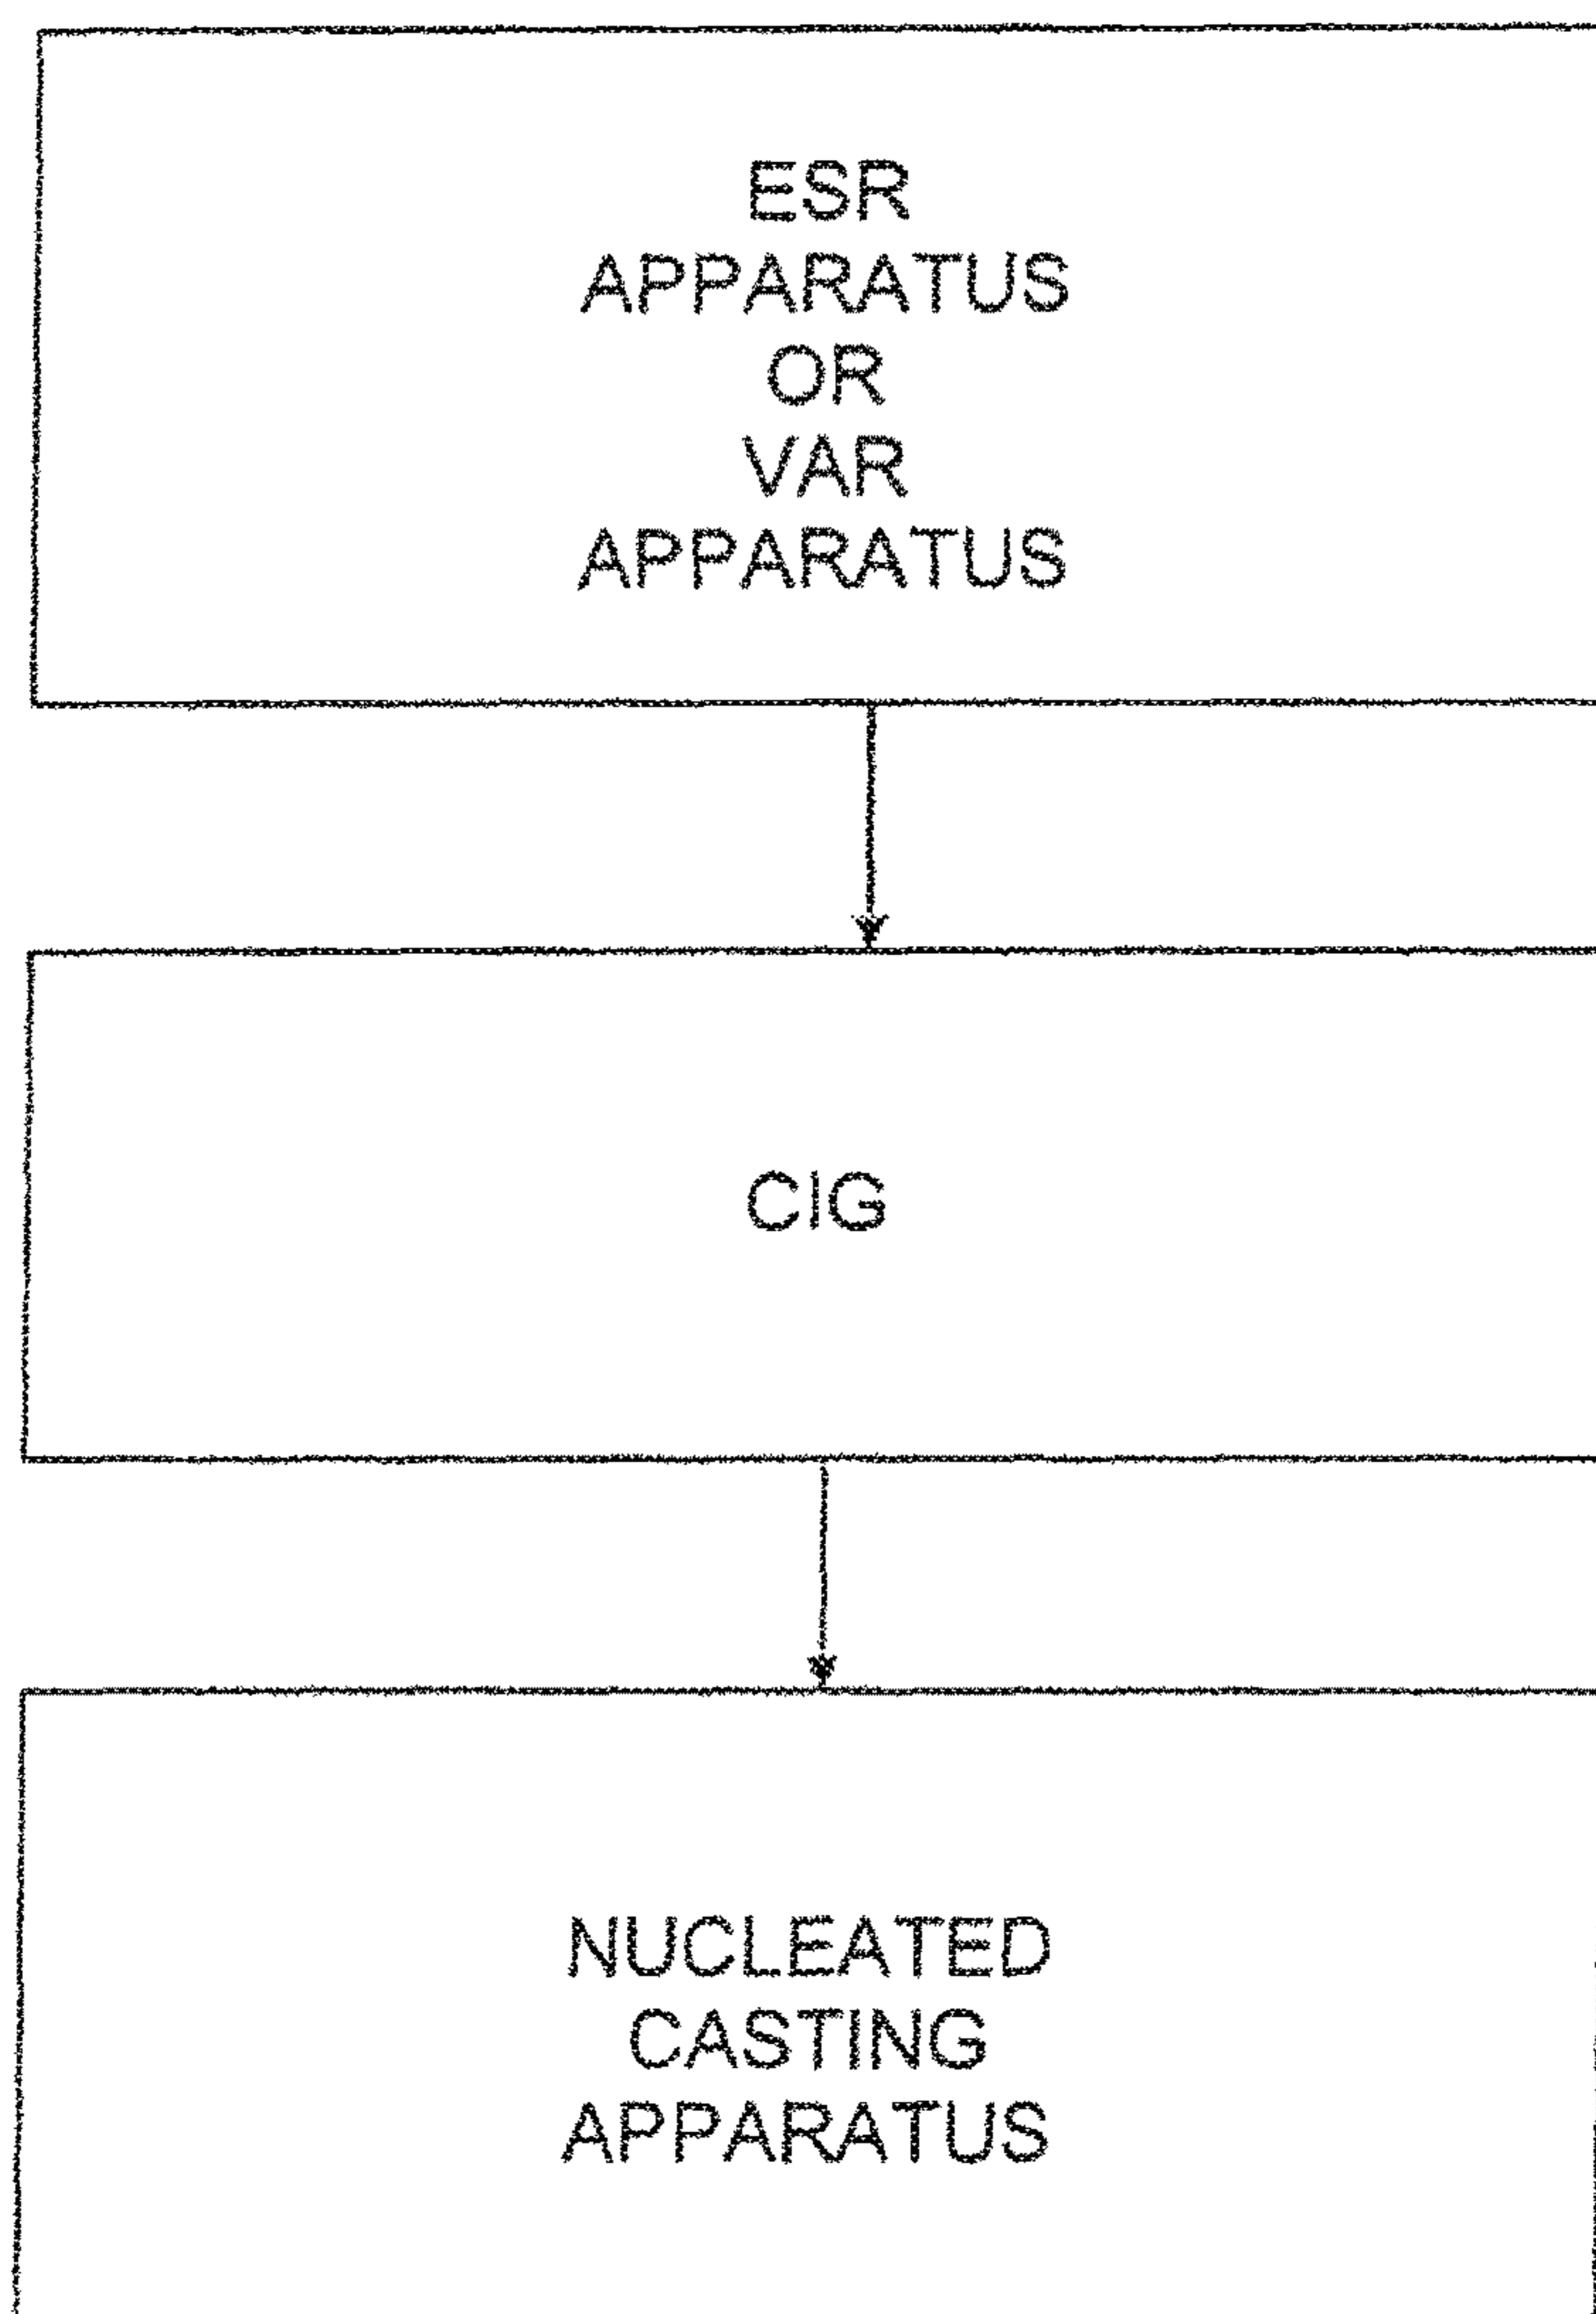 ESR
APPARATUS
OR
VAR
APPARATUS
CIG
NUCLEATED
CASTING
APPARATUS